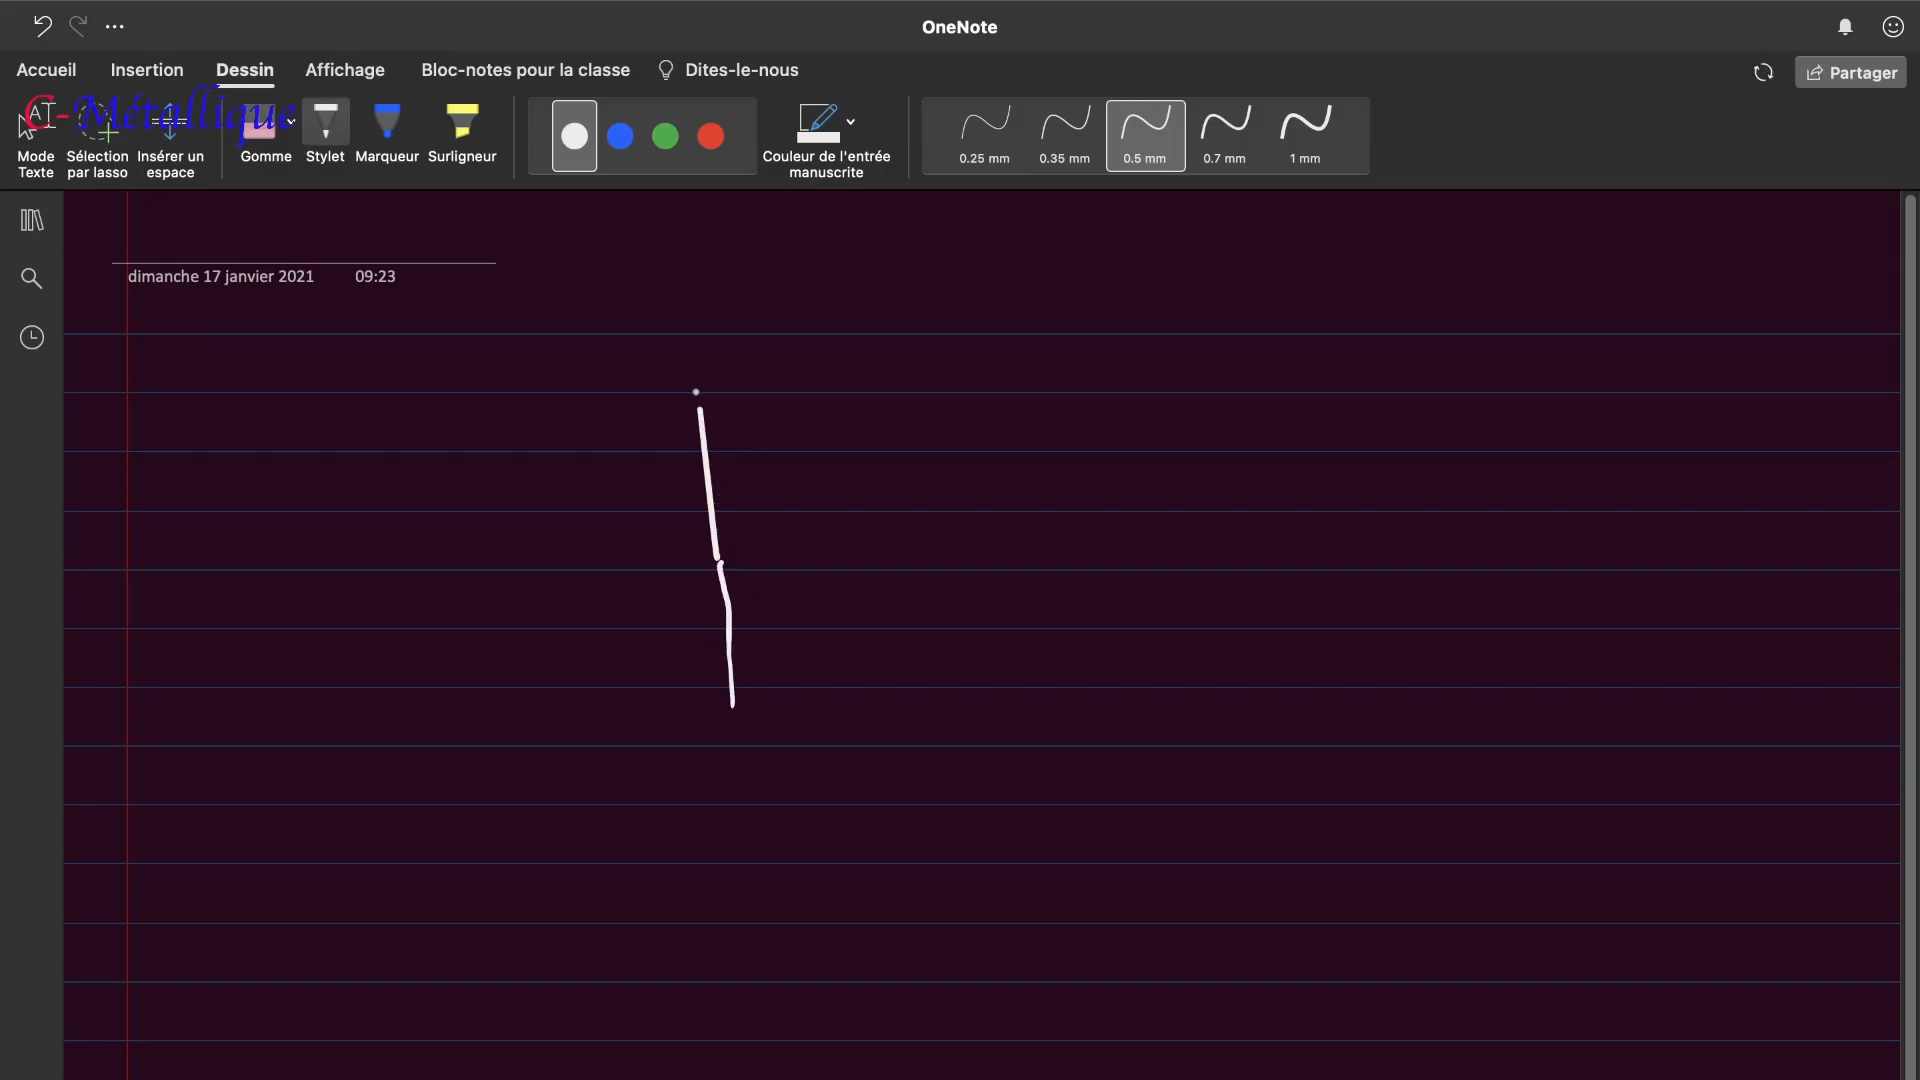 OneNote
Accueil Insertion Dessin Affichage Bloc-notes pour la classe Dites-le-nous Partager
C- Métallique
Mode Texte
Sélection par lasso
Insérer un espace
Gomme
Stylet
Marqueur
Surligneur
Couleur de l'entrée manuscrite
0.25 mm 0.35 mm 0.5 mm 0.7 mm 1 mm
dimanche 17 janvier 2021 09:23